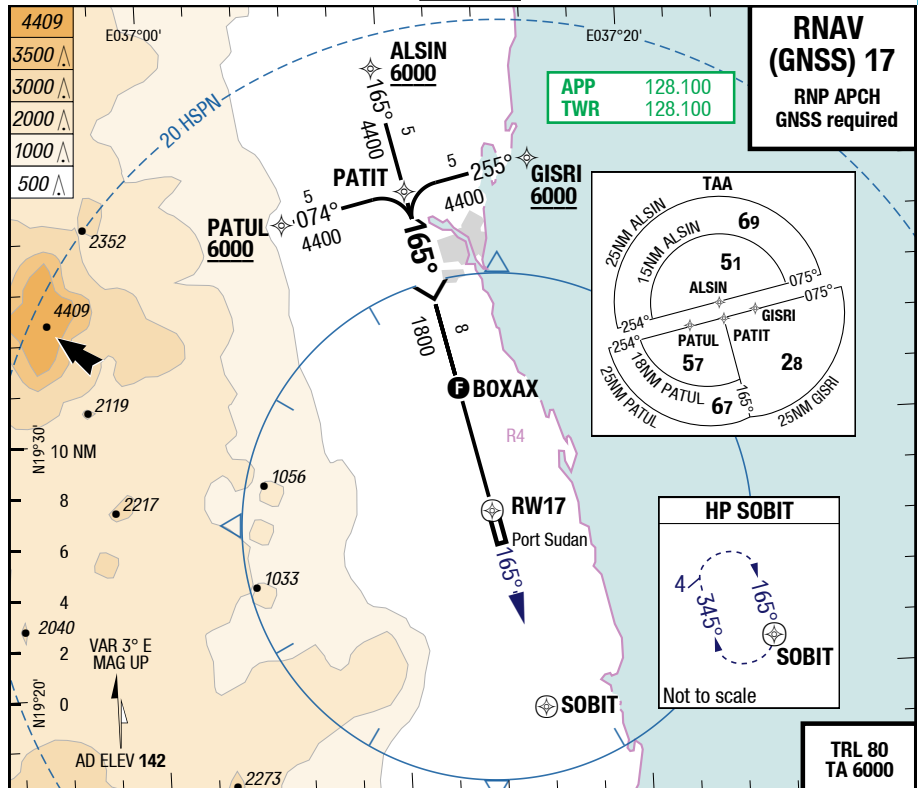 4409
3500
3000
2000
1000
500
E037°00'
E037°20'
20 HSPN
ALSIN
6000
165°
5
4400
PATIT
5
255°
4400
GISRI
6000
5
074°
4400
PATUL
6000
165°
8
1800
F BOXAX
R4
RW17
Port Sudan
165°
SOBIT
2352
4409
2119
2217
1056
1033
2040
2273
N19°30'
10 NM
8
6
4
2
0
N19°20'
VAR 3° E
MAG UP
AD ELEV 142
APP 128.100
TWR 128.100
RNAV
(GNSS) 17
RNP APCH
GNSS required
TAA
25NM ALSIN
69
15NM ALSIN
51
ALSIN
075°
075°
GISRI
254°
254°
PATUL
PATIT
57
28
18NM PATUL
67
165°
25NM PATUL
25NM GISRI
HP SOBIT
4
345°
165°
SOBIT
Not to scale
TRL 80
TA 6000